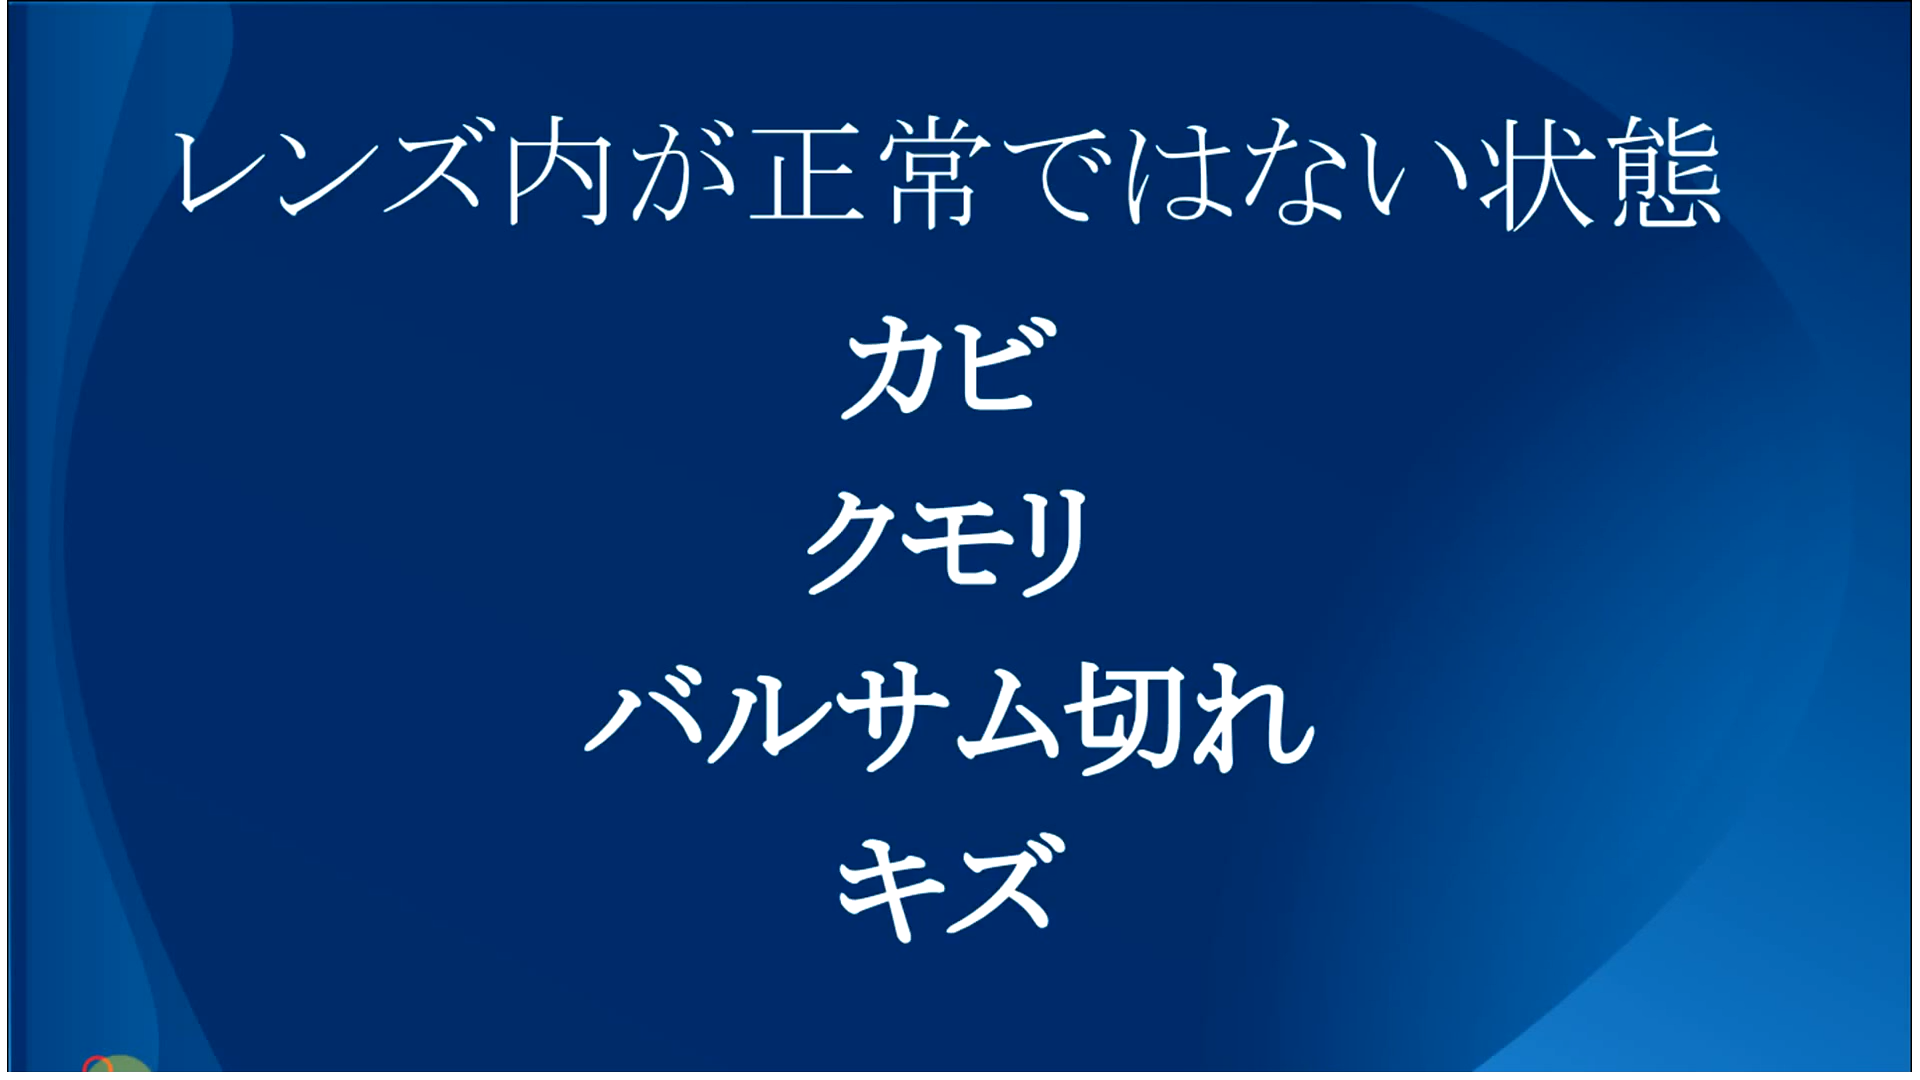 レンズ内が正常ではない状態
カビ
クモリ
バルサム切れ
キズ